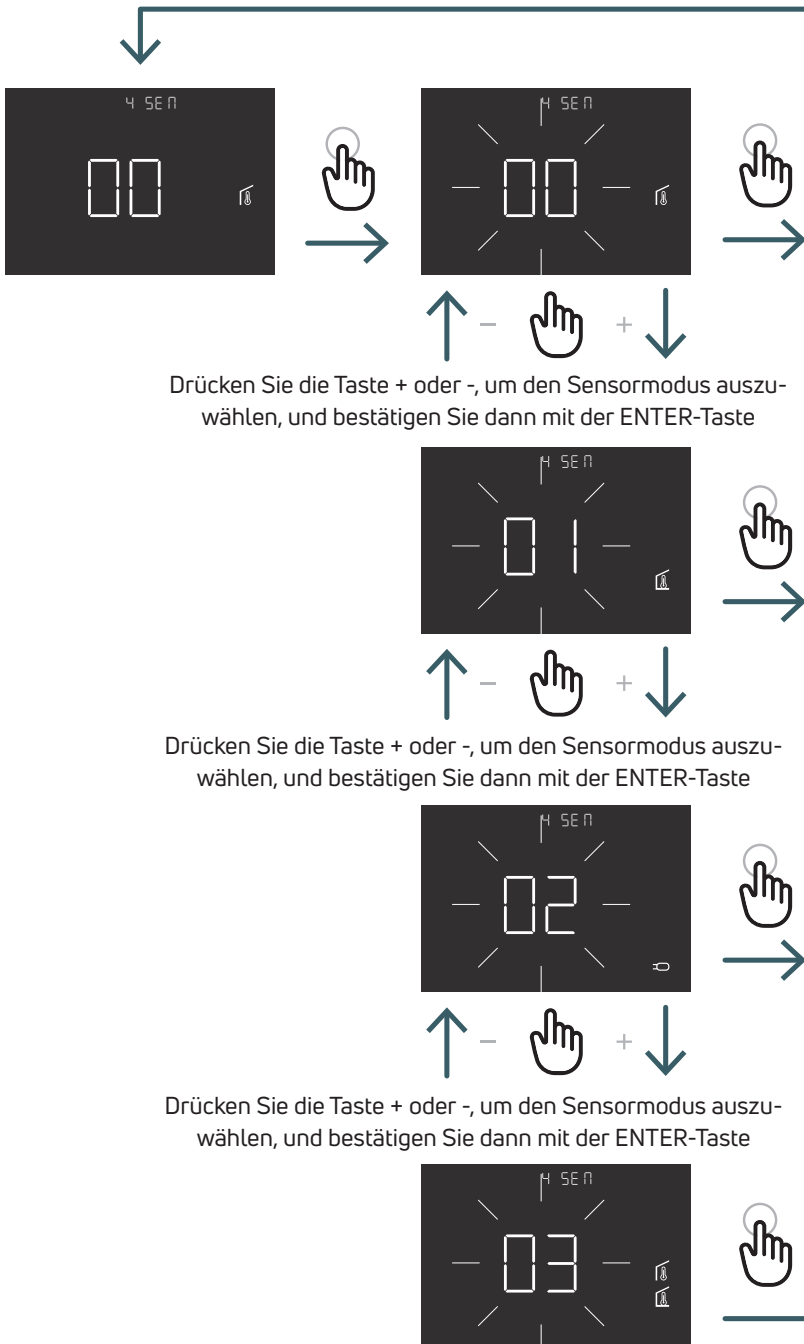 4 SEN
00
4 SEN
00
- +
Drücken Sie die Taste + oder -, um den Sensormodus auszu-
wählen, und bestätigen Sie dann mit der ENTER-Taste
4 SEN
01
- +
Drücken Sie die Taste + oder -, um den Sensormodus auszu-
wählen, und bestätigen Sie dann mit der ENTER-Taste
4 SEN
02
- +
Drücken Sie die Taste + oder -, um den Sensormodus auszu-
wählen, und bestätigen Sie dann mit der ENTER-Taste
4 SEN
03